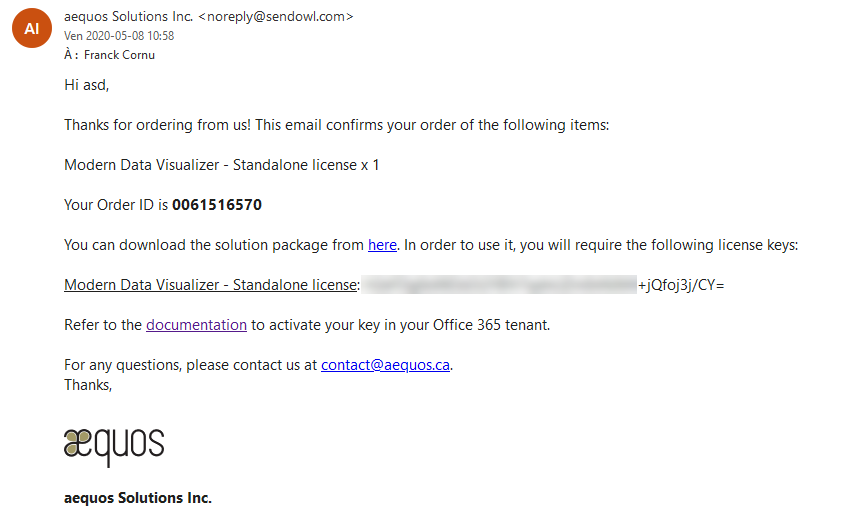 AI
aequos Solutions Inc. <noreply@sendowl.com>
Ven 2020-05-08 10:58
À : Franck Cornu
Hi asd,
Thanks for ordering from us! This email confirms your order of the following items:
Modern Data Visualizer - Standalone license x 1
Your Order ID is 0061516570
You can download the solution package from here. In order to use it, you will require the following license keys:
Modern Data Visualizer - Standalone license: +jQfoj3j/CY=
Refer to the documentation to activate your key in your Office 365 tenant.
For any questions, please contact us at contact@aequos.ca.
Thanks,
æquos
aequos Solutions Inc.